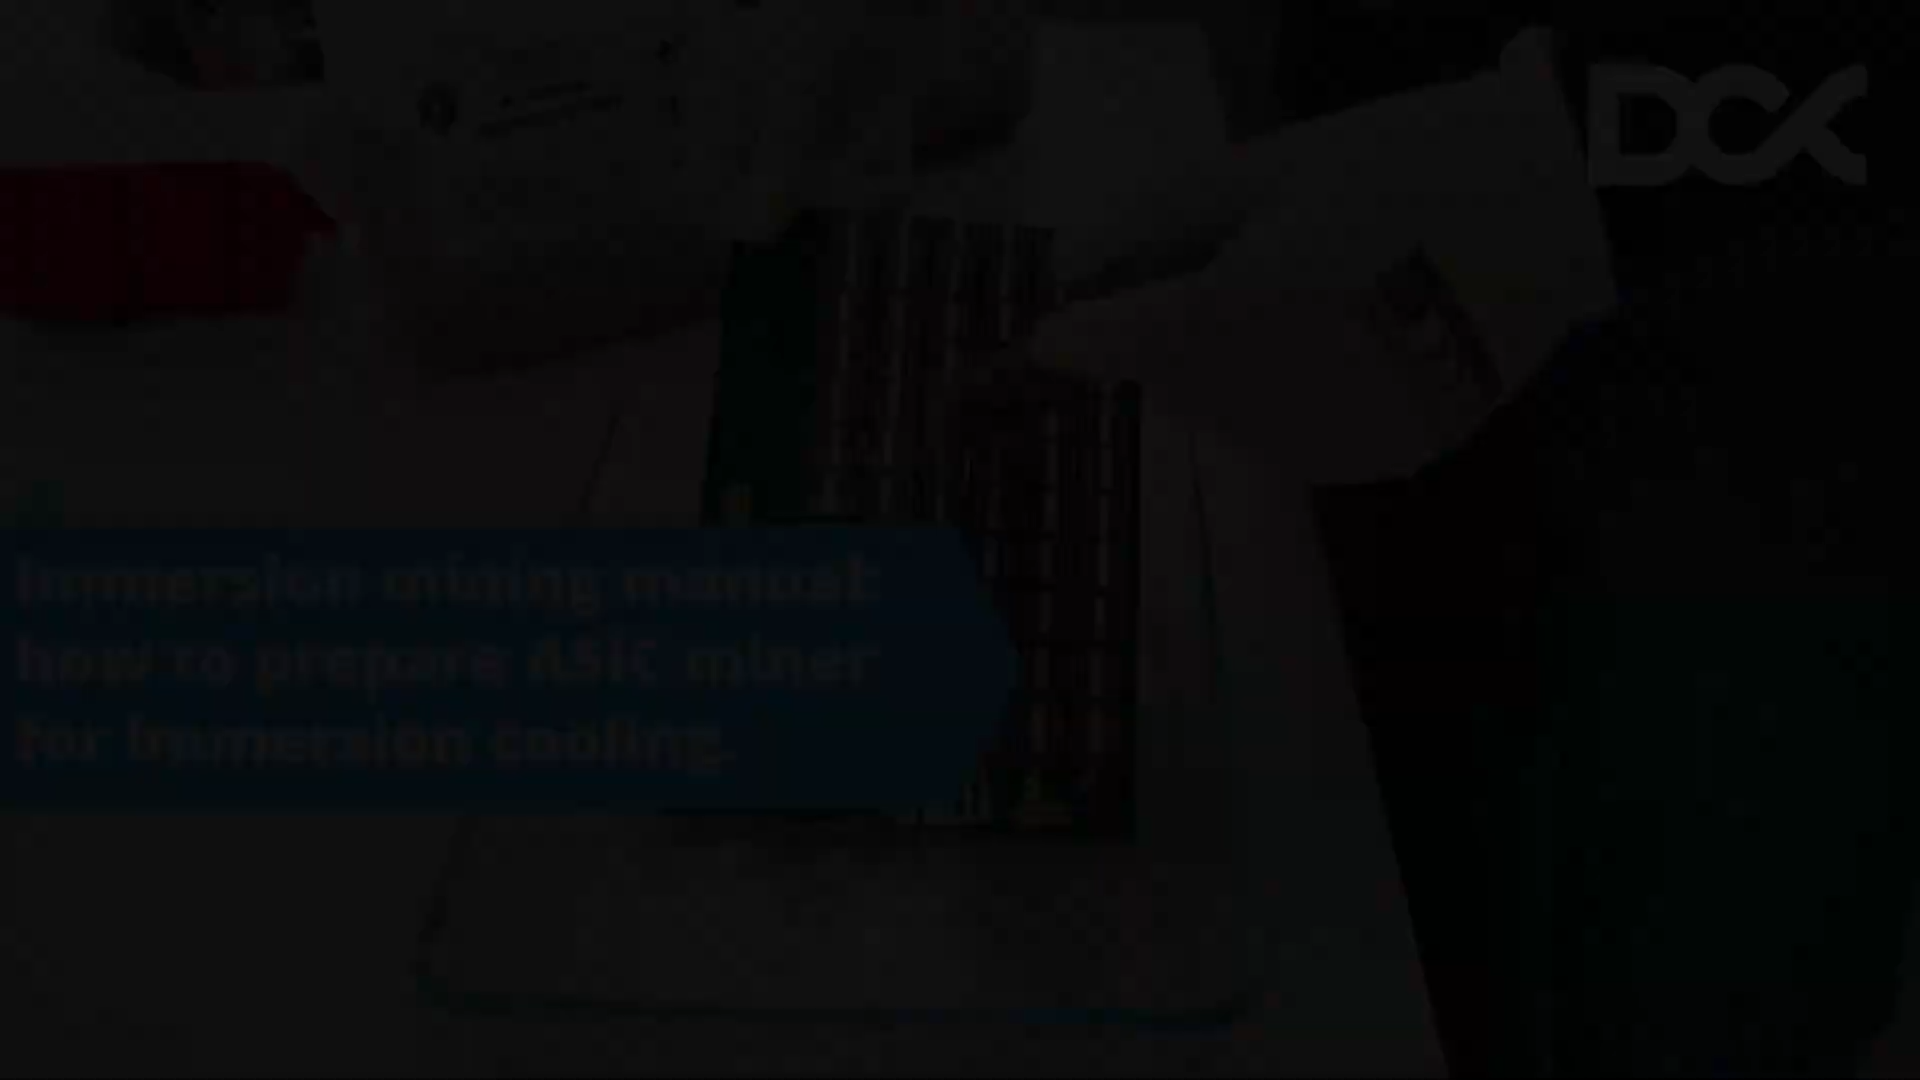 DCX
Immersion mining manual:
how to prepare ASIC miner
for immersion cooling.